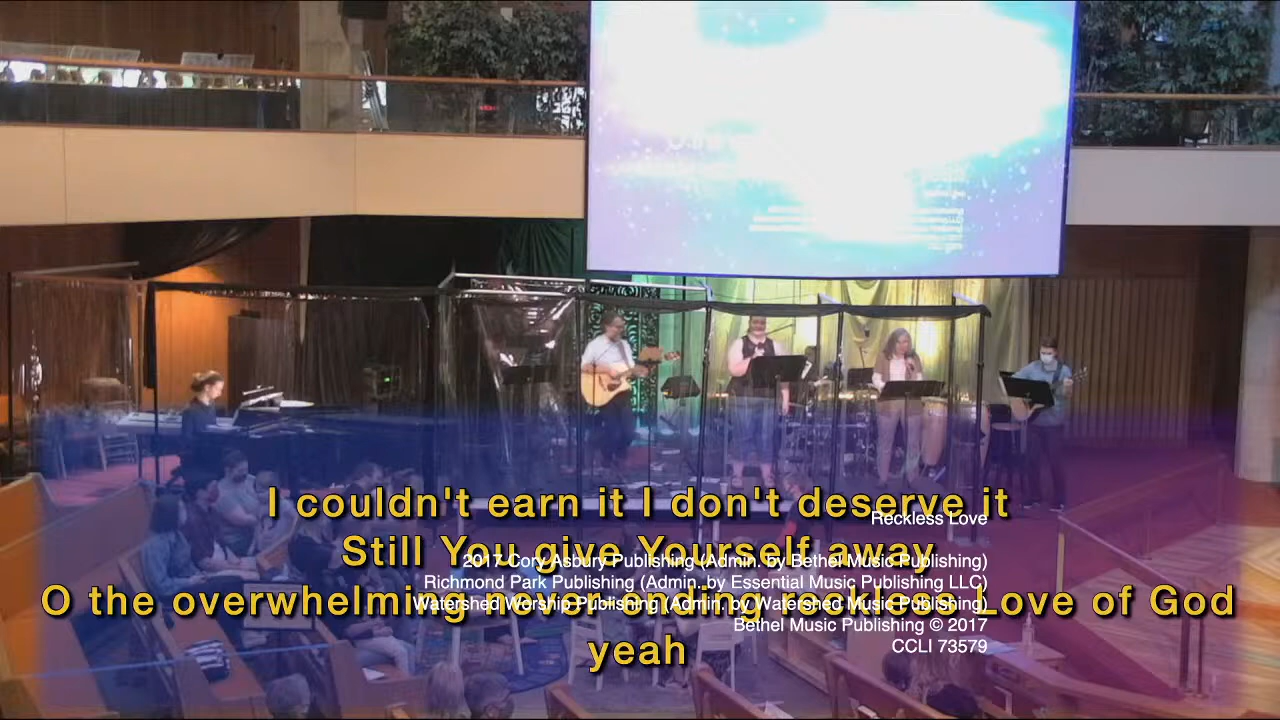 I couldn't earn it I don't deserve it
Reckless Love
Still You give Yourself away
2017 Cory Asbury Publishing (Admin. by Bethel Music Publishing)
Richmond Park Publishing (Admin. by Essential Music Publishing LLC)
O the overwhelming never ending reckless Love of God
Watershed Worship Publishing (Admin. by Watershed Music Publishing)
Bethel Music Publishing © 2017
yeah
CCLI 73579